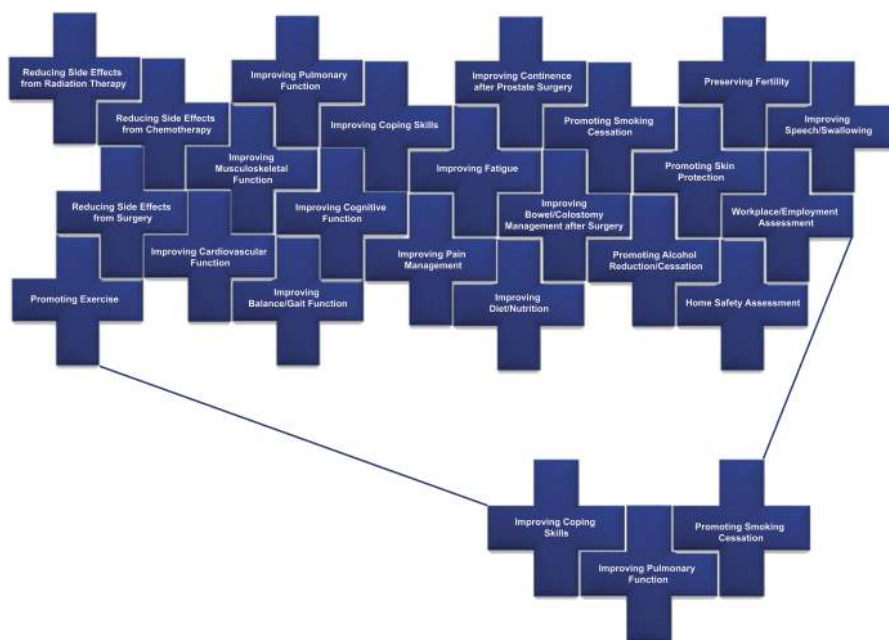 Reducing Side Effects
from Radiation Therapy
Improving Pulmonary
Function
Improving Continence
after Prostate Surgery
Preserving Fertility
Reducing Side Effects
from Chemotherapy
Improving Coping Skills
Promoting Smoking
Cessation
Improving
Speech/Swallowing
Improving
Musculoskeletal
Function
Improving Fatigue
Promoting Skin
Protection
Reducing Side Effects
from Surgery
Improving Cognitive
Function
Improving
Bowel/Colostomy
Management after Surgery
Workplace/Employment
Assessment
Improving Cardiovascular
Function
Improving Pain
Management
Promoting Alcohol
Reduction/Cessation
Promoting Exercise
Improving
Balance/Gait Function
Improving
Diet/Nutrition
Home Safety Assessment
Improving Coping
Skills
Promoting Smoking
Cessation
Improving Pulmonary
Function